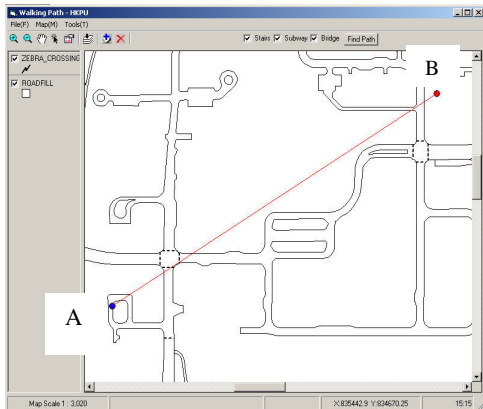 Walking Path - HKPU
File(F) Map(M) Tools(T)
Stairs Subway Bridge Find Path
ZEBRA_CROSSING
ROADFILL
B
A
Map Scale 1 : 3,020 X:835442.9 Y:834670.25 15:15